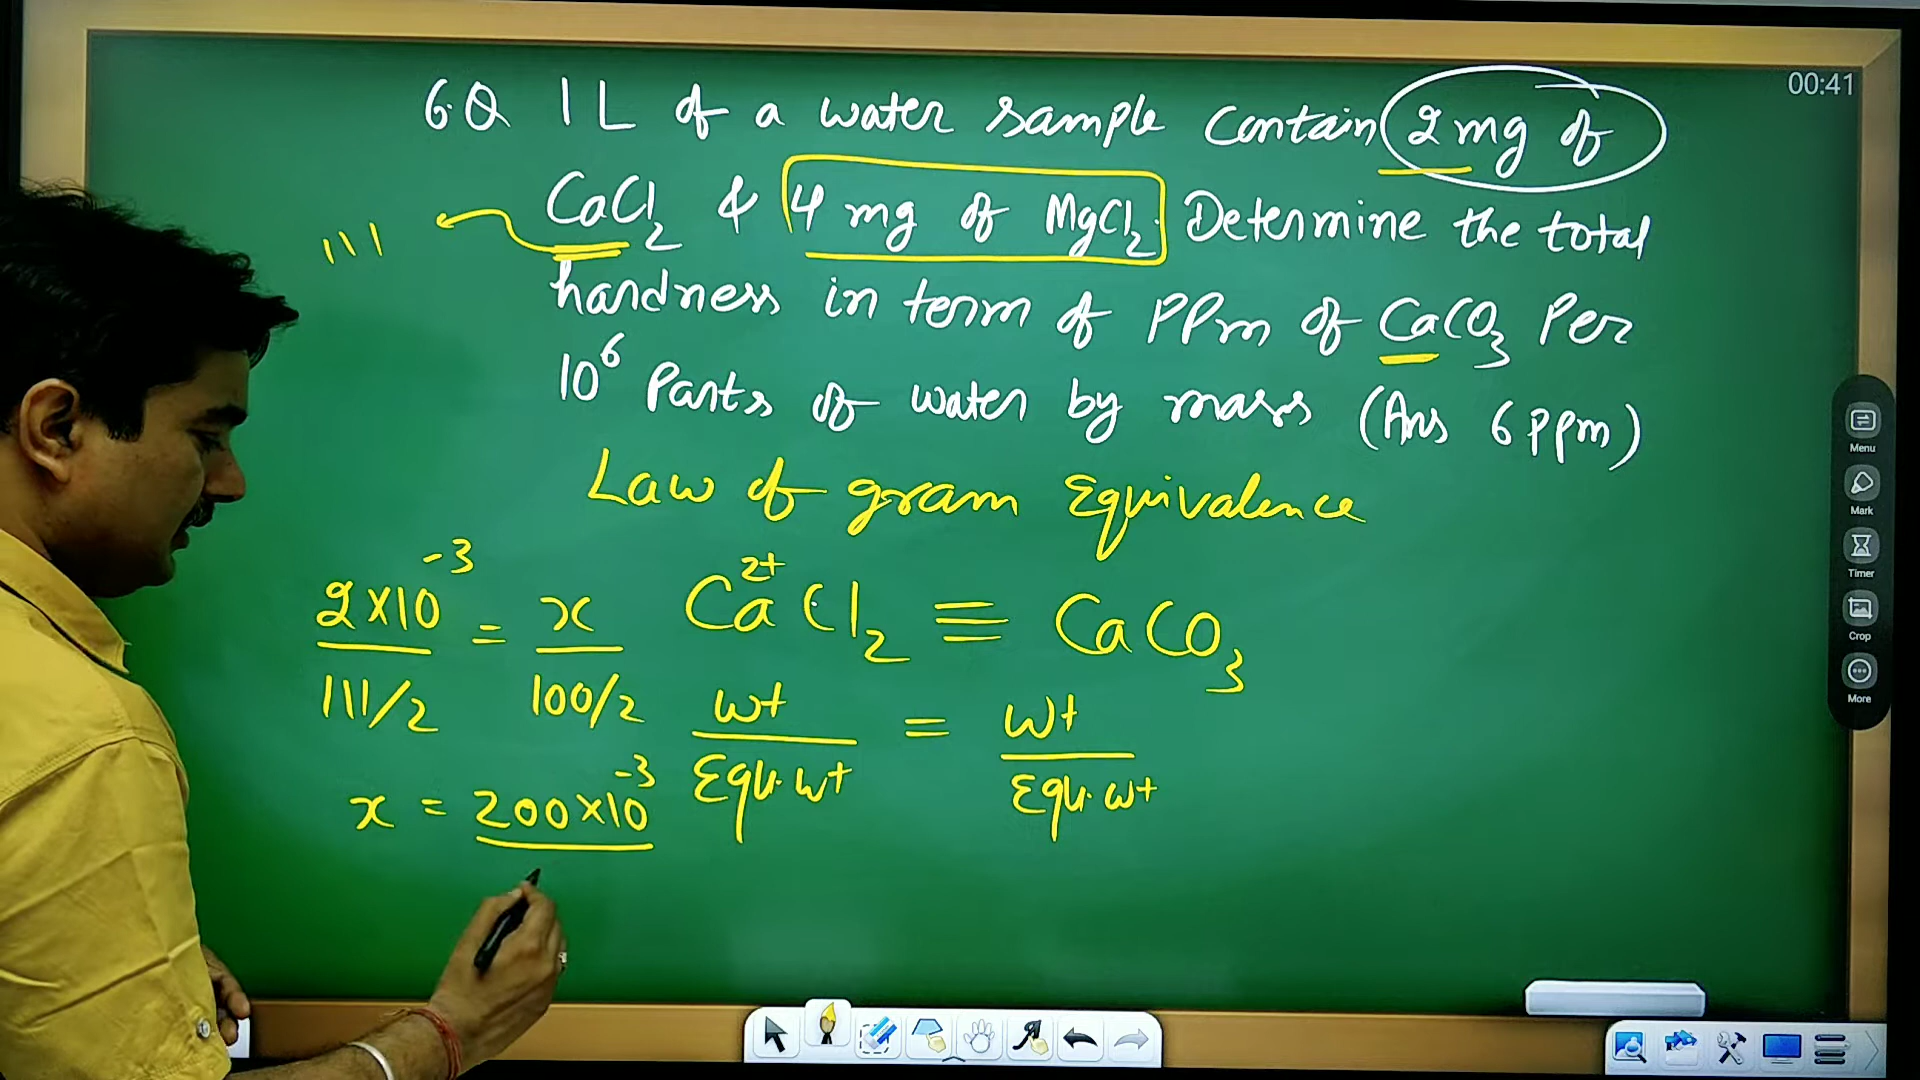 00:41
6.Q 1 L of a water sample contain 2 mg of
CaCl2 & 4 mg of MgCl2. Determine the total
111
hardness in term of PPm of CaCO3 Per
10^6 Parts of water by mass (Ans 6 ppm)
Law of gram Equivalence
2×10^-3 = x
111/2 100/2
Ca^2+Cl2 ≡ CaCO3
wt = wt
Equ.wt Equ.wt
x = 200×10^-3
Menu
Mark
Timer
Crop
More